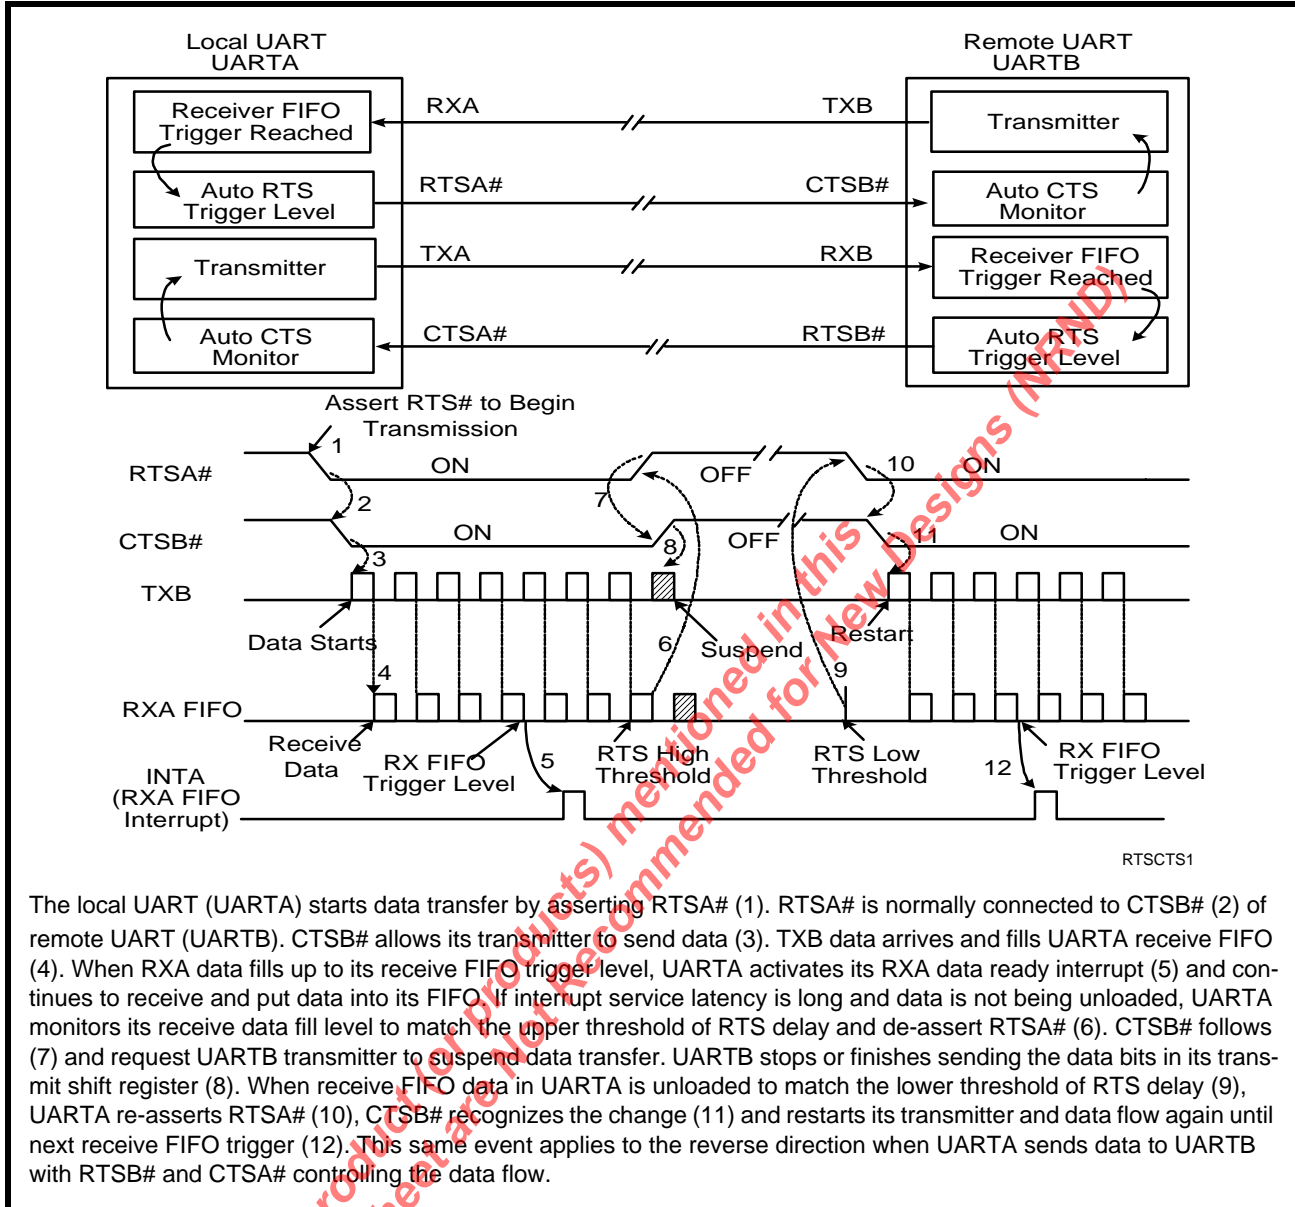 Local UART
UARTA
Remote UART
UARTB
Receiver FIFO
Trigger Reached
RXA
TXB
Transmitter
Auto RTS
Trigger Level
RTSA#
CTSB#
Auto CTS
Monitor
Transmitter
TXA
RXB
Receiver FIFO
Trigger Reached
Auto CTS
Monitor
CTSA#
RTSB#
Auto RTS
Trigger Level
Assert RTS# to Begin
Transmission
RTSA#
1
ON
7
OFF
10
ON
2
CTSB#
ON
8
OFF
11
ON
3
TXB
Data Starts
6
Suspend
Restart
4
9
RXA FIFO
Receive
Data
RX FIFO
Trigger Level
5
RTS High
Threshold
RTS Low
Threshold
12
RX FIFO
Trigger Level
INTA
(RXA FIFO
Interrupt)
RTSCTS1
The local UART (UARTA) starts data transfer by asserting RTSA# (1). RTSA# is normally connected to CTSB# (2) of
remote UART (UARTB). CTSB# allows its transmitter to send data (3). TXB data arrives and fills UARTA receive FIFO
(4). When RXA data fills up to its receive FIFO trigger level, UARTA activates its RXA data ready interrupt (5) and con-
tinues to receive and put data into its FIFO. If interrupt service latency is long and data is not being unloaded, UARTA
monitors its receive data fill level to match the upper threshold of RTS delay and de-assert RTSA# (6). CTSB# follows
(7) and request UARTB transmitter to suspend data transfer. UARTB stops or finishes sending the data bits in its trans-
mit shift register (8). When receive FIFO data in UARTA is unloaded to match the lower threshold of RTS delay (9),
UARTA re-asserts RTSA# (10), CTSB# recognizes the change (11) and restarts its transmitter and data flow again until
next receive FIFO trigger (12). This same event applies to the reverse direction when UARTA sends data to UARTB
with RTSB# and CTSA# controlling the data flow.
(or products) mentioned in this
are Not Recommended for New Designs (NRND)